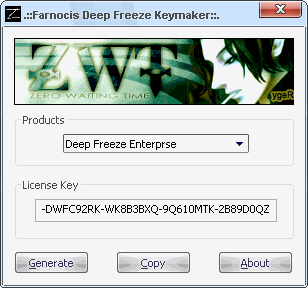 .::Farnocis Deep Freeze Keymaker::.
ZWT
ZERO WAITING TIME
ygeR
Products
Deep Freeze Enterprse
License Key
-DWFC92RK-WK8B3BXQ-9Q610MTK-2B89D0QZ
Generate Copy About